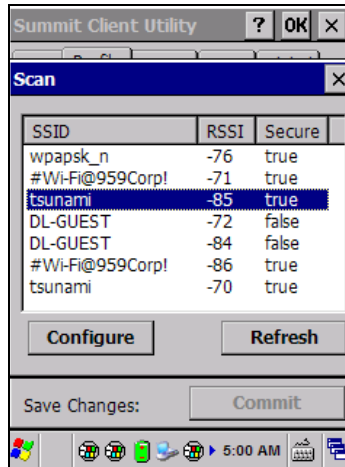 Summit Client Utility ? OK ×
Scan ×
SSID RSSI Secure
wpapsk_n -76 true
#Wi-Fi@959Corp! -71 true
tsunami -85 true
DL-GUEST -72 false
DL-GUEST -84 false
#Wi-Fi@959Corp! -86 true
tsunami -70 true
Configure Refresh
Save Changes: Commit
5:00 AM